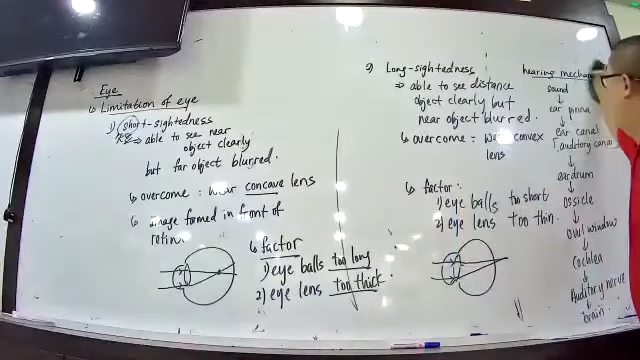 Eye
↳ Limitation of eye
1) Short-sightedness
⇒ able to see near
object clearly
but far object blurred.
↳ overcome : wear concave lens
↳ image formed in front of
retina
↳ factor
1) eye balls too long
2) eye lens too thick.
2) Long-sightedness
⇒ able to see distance
object clearly but
near object blurred.
↳ overcome = wear convex
lens
↳ factor:
1) eye balls too short
2) eye lens too thin.
hearing
sound
↓
ear pinna
↓
ear canal
auditory canal
↓
eardrum
↓
ossicle
↓
oval window
↓
cochlea
↓
Auditory nerve
↓
brain.